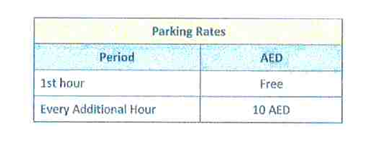 Parking Rates
Period AED
1st hour Free
Every Additional Hour 10 AED